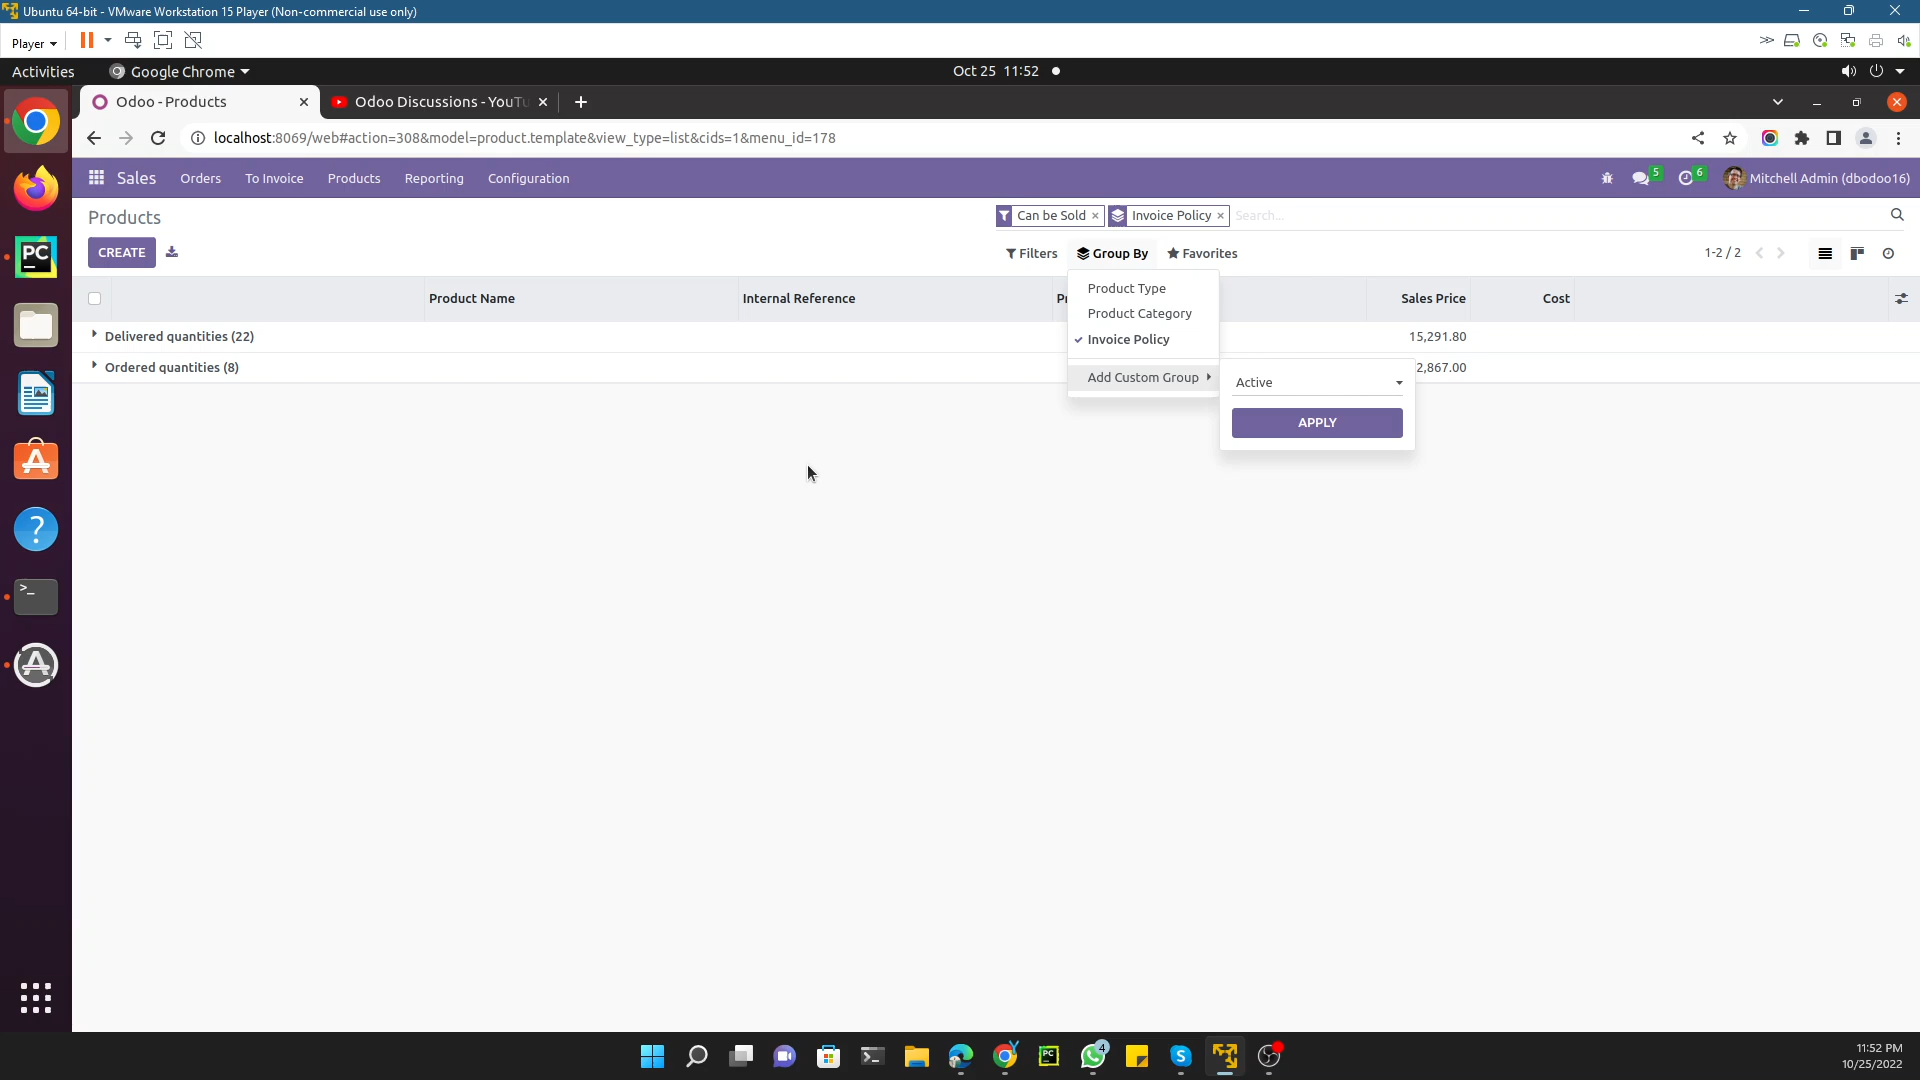 Ubuntu 64-bit - VMware Workstation 15 Player (Non-commercial use only)
Player
Activities Google Chrome Oct 25 11:52
Odoo - Products Odoo Discussions - YouTu
localhost:8069/web#action=308&model=product.template&view_type=list&cids=1&menu_id=178
Sales Orders To Invoice Products Reporting Configuration 5 6 Mitchell Admin (dbodoo16)
Products Can be Sold Invoice Policy Search...
CREATE Filters Group By Favorites 1-2 / 2
Product Type
Product Name Internal Reference Pr Sales Price Cost
Product Category
Delivered quantities (22) Invoice Policy 15,291.80
Ordered quantities (8) 2,867.00
Add Custom Group Active
APPLY
PC
4
11:52 PM
10/25/2022